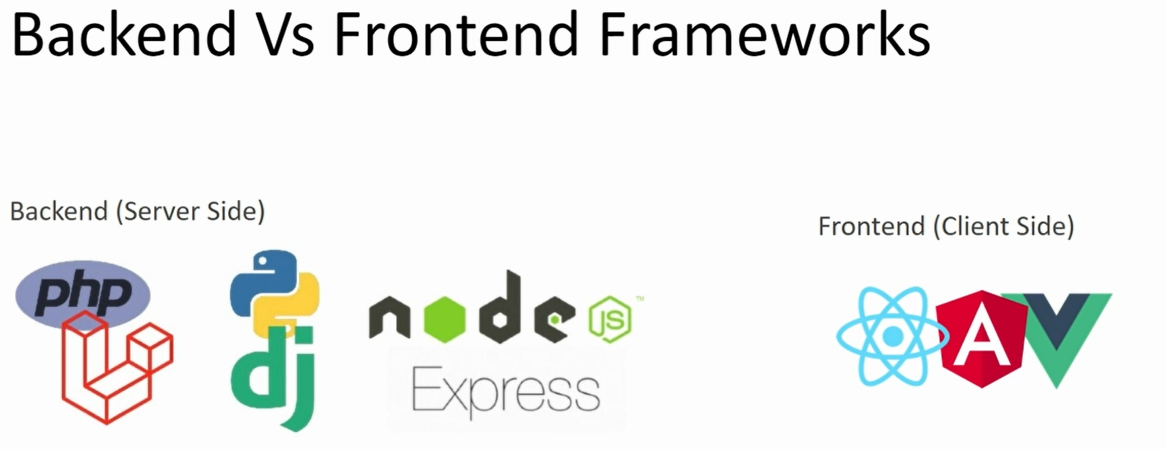 Backend Vs Frontend Frameworks
Backend (Server Side)
Frontend (Client Side)
php
dj
node
JS
™
Express
A